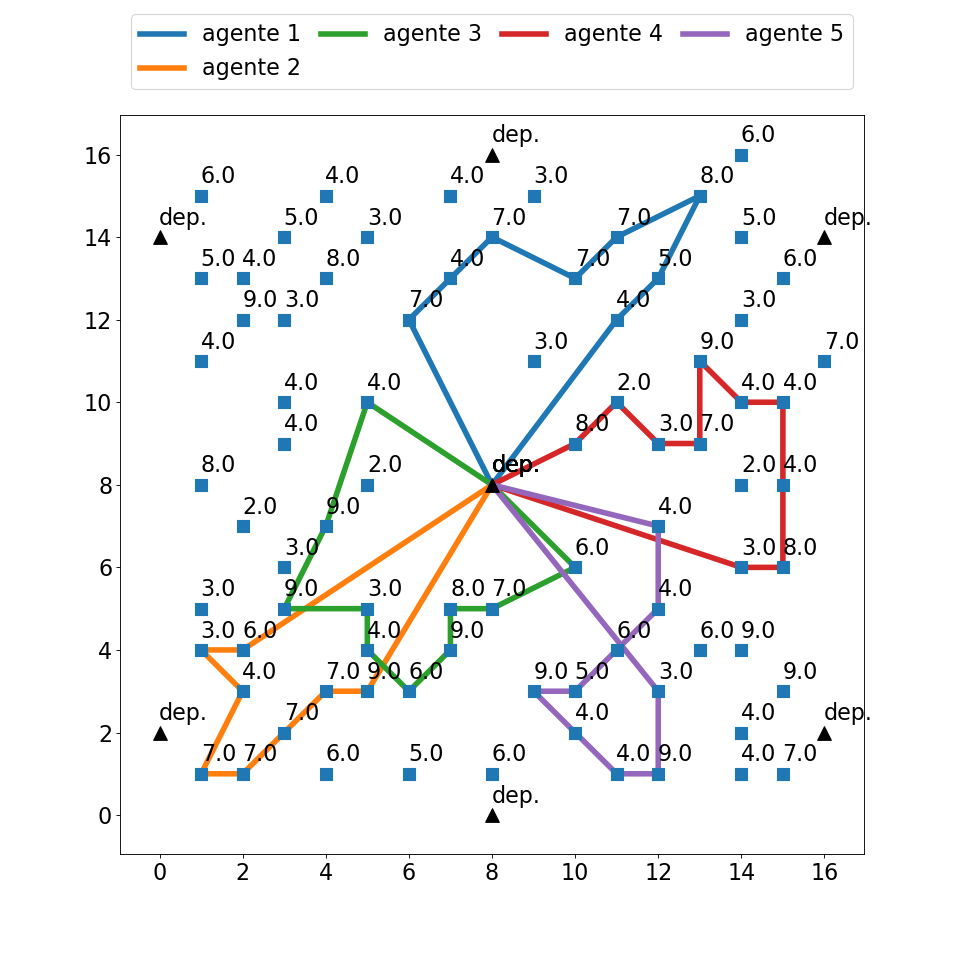 agente 1 agente 3 agente 4 agente 5
agente 2
6.0
dep.
16
6.0 4.0 4.0 3.0 8.0
dep. 5.0 3.0 7.0 7.0 5.0 dep.
14
5.0 4.0 8.0 4.0 7.0 5.0 6.0
9.0 3.0 7.0 4.0 3.0
12
4.0 3.0 9.0 7.0
4.0 4.0 2.0 4.0 4.0
10
4.0 8.0 3.0 7.0
8.0 2.0 dep. 2.0 4.0
8
2.0 9.0 4.0
3.0 6.0 3.0 8.0
6
3.0 9.0 3.0 8.0 7.0 4.0
3.0 6.0 4.0 9.0 6.0 6.0 9.0
4
4.0 7.0 9.0 6.0 9.0 5.0 3.0 9.0
dep. 7.0 4.0 4.0 dep.
2
7.0 7.0 6.0 5.0 6.0 4.0 9.0 4.0 7.0
dep.
0
0 2 4 6 8 10 12 14 16